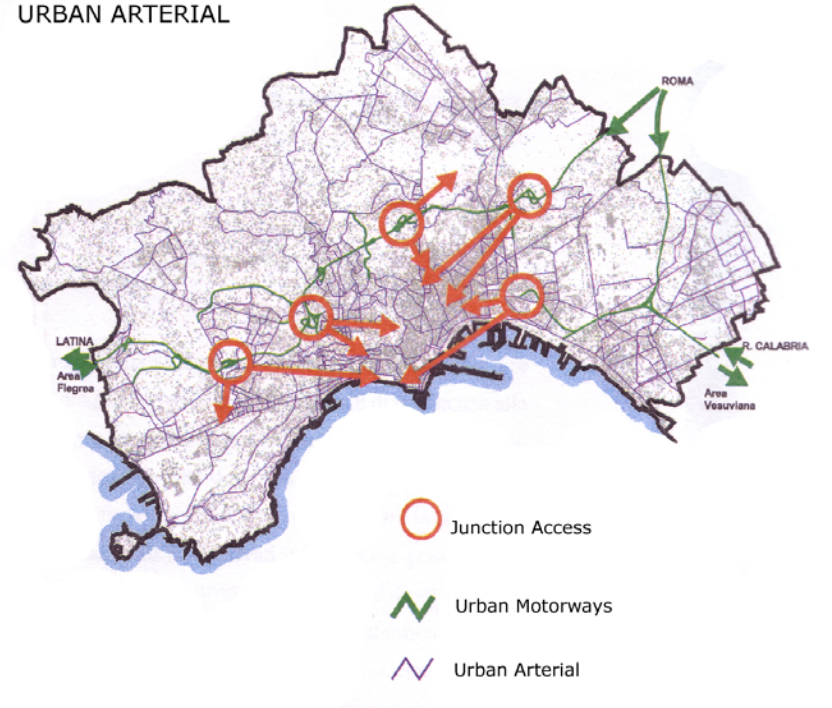 URBAN ARTERIAL
ROMA
LATINA
Area
Flegrea
R. CALABRIA
Area
Vesuviana
Junction Access
Urban Motorways
Urban Arterial